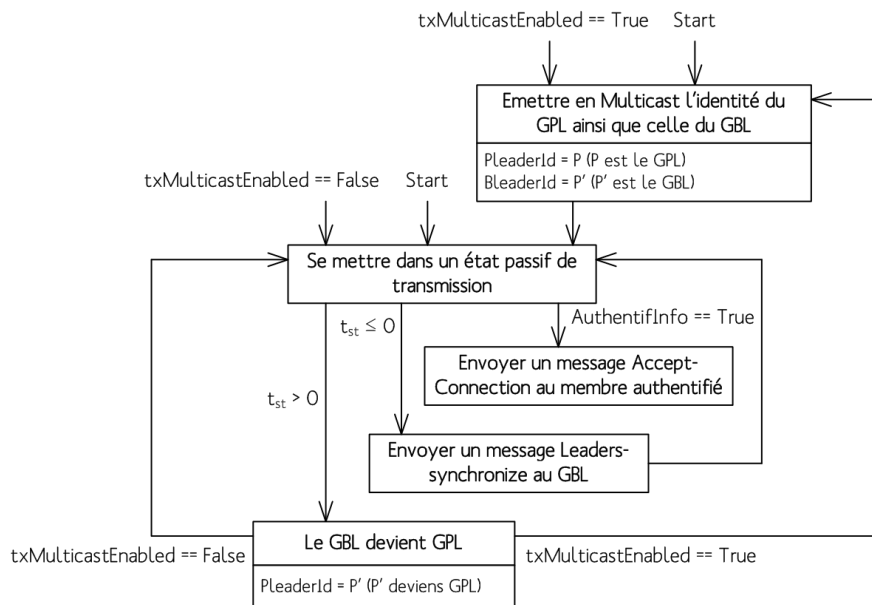 txMulticastEnabled == True
Start
Emettre en Multicast l'identité du
GPL ainsi que celle du GBL
PleaderId = P (P est le GPL)
BleaderId = P' (P' est le GBL)
txMulticastEnabled == False
Start
Se mettre dans un état passif de
transmission
t_st ≤ 0
AuthentifInfo == True
Envoyer un message Accept-
Connection au membre authentifié
t_st > 0
Envoyer un message Leaders-
synchronize au GBL
Le GBL devient GPL
txMulticastEnabled == False
txMulticastEnabled == True
PleaderId = P' (P' deviens GPL)